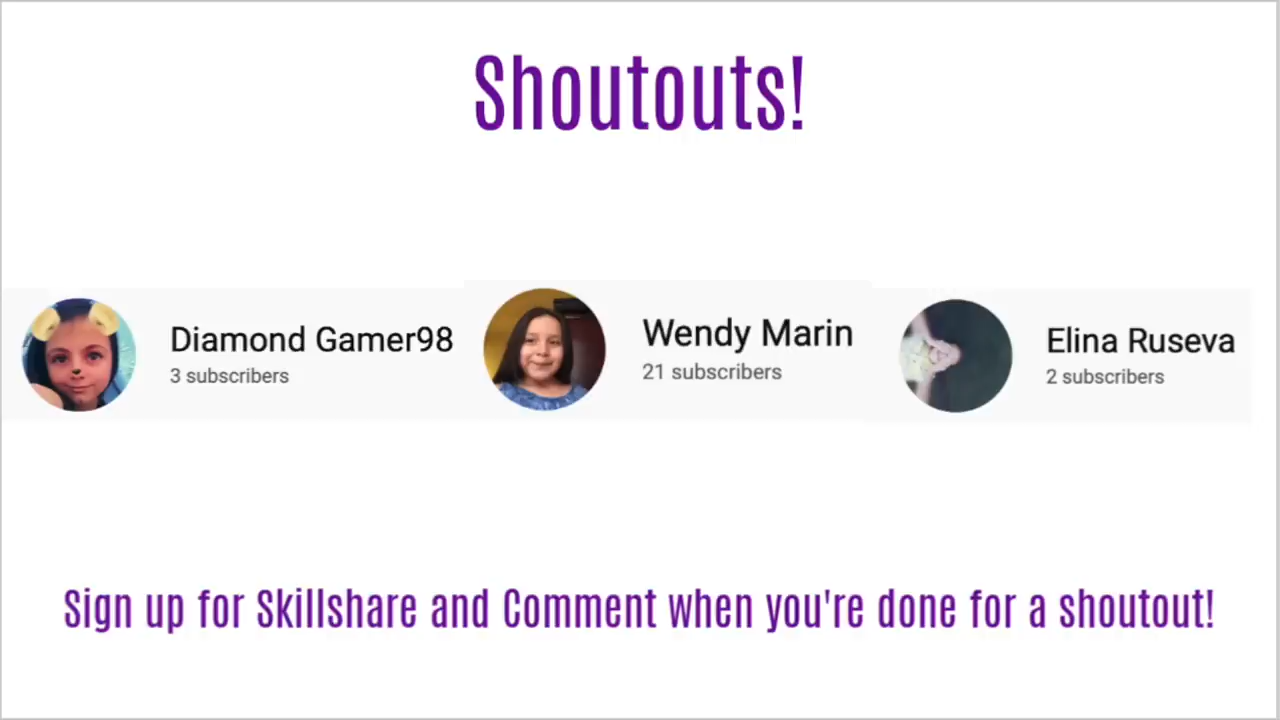 Shoutouts!
Diamond Gamer98
3 subscribers
Wendy Marin
21 subscribers
Elina Ruseva
2 subscribers
Sign up for Skillshare and Comment when you're done for a shoutout!